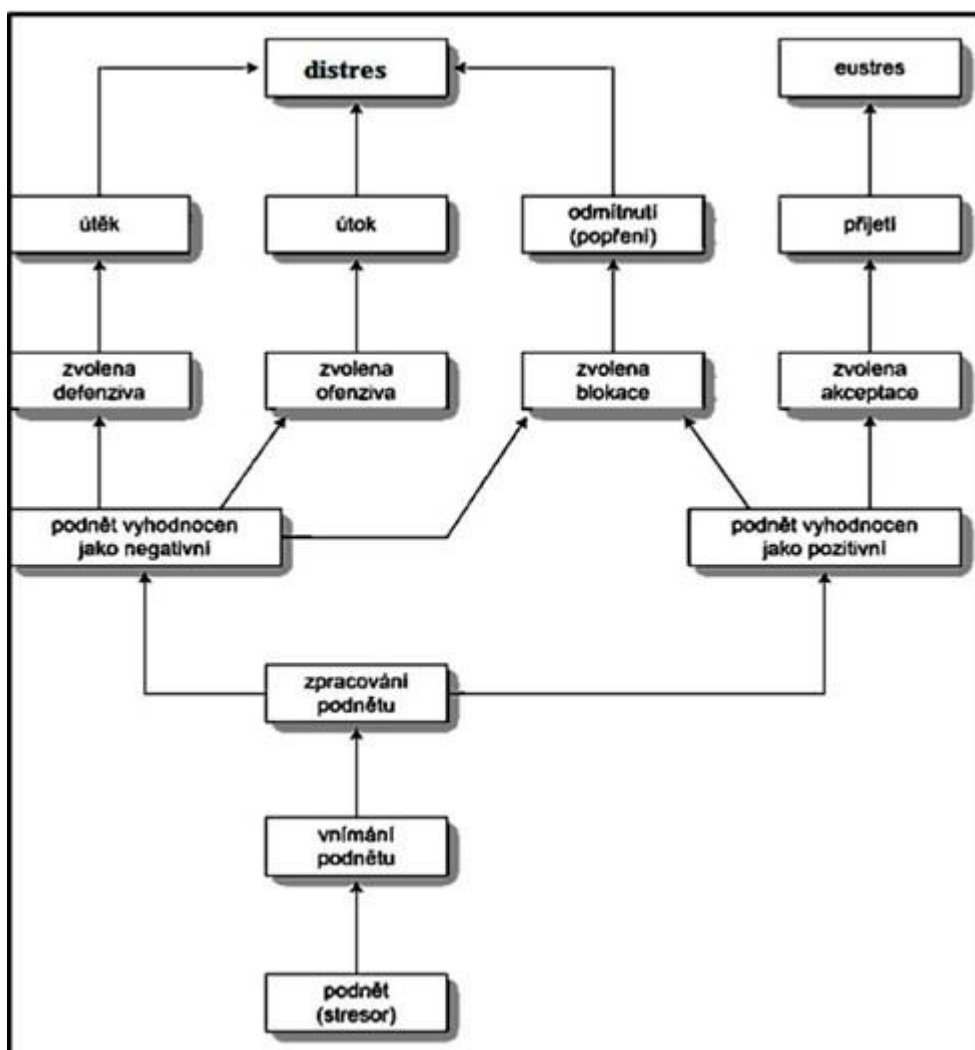 distres
eustres
útěk
útok
odmítnutí
(popření)
přijetí
zvolena
defenziva
zvolena
ofenziva
zvolena
blokace
zvolena
akceptace
podnět vyhodnocen
jako negativní
podnět vyhodnocen
jako pozitivní
zpracování
podnětu
vnímání
podnětu
podnět
(stresor)